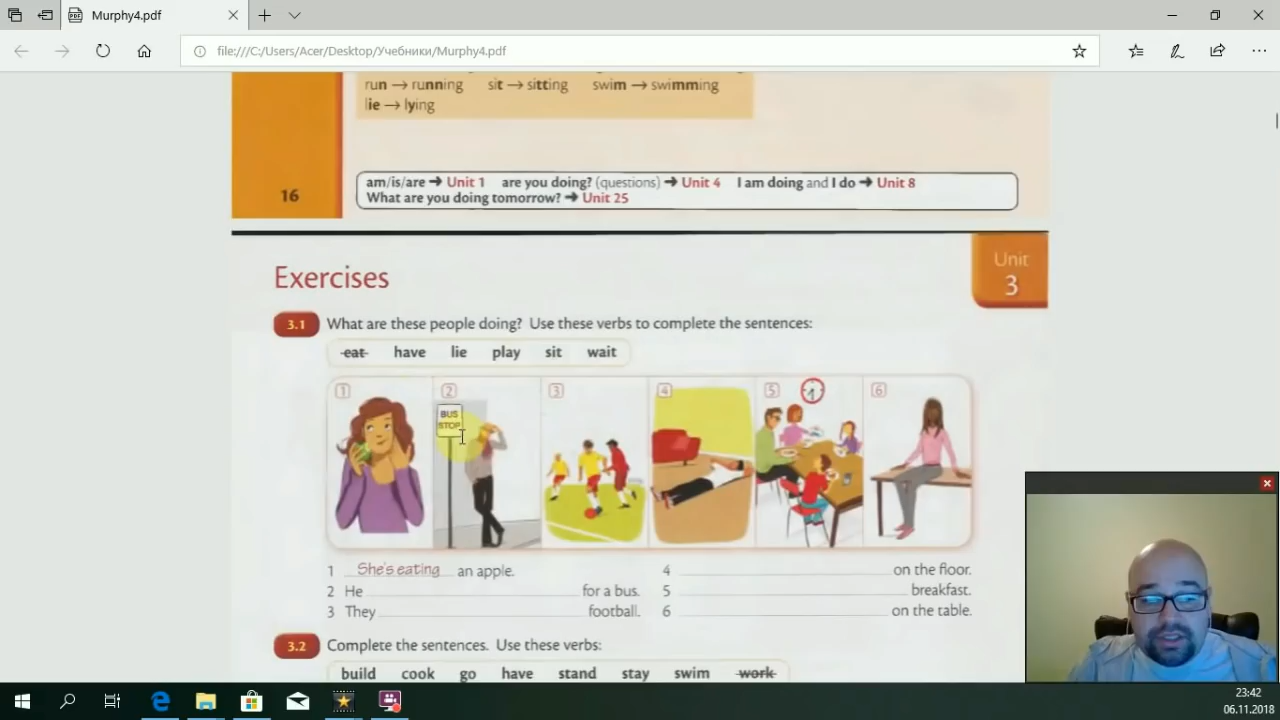 Murphy4.pdf
file:///C:/Users/Acer/Desktop/Учебники/Murphy4.pdf
run → running sit → sitting swim → swimming
lie → lying
16
am/is/are → Unit 1 are you doing? (questions) → Unit 4 I am doing and I do → Unit 8
What are you doing tomorrow? → Unit 25
Exercises
Unit
3
3.1 What are these people doing? Use these verbs to complete the sentences:
eat have lie play sit wait
1 2 3 4 5 6
BUS
STOP
1 She's eating an apple.
2 He for a bus.
3 They football.
4 on the floor.
5 breakfast.
6 on the table.
3.2 Complete the sentences. Use these verbs:
build cook go have stand stay swim work
23:42
06.11.2018